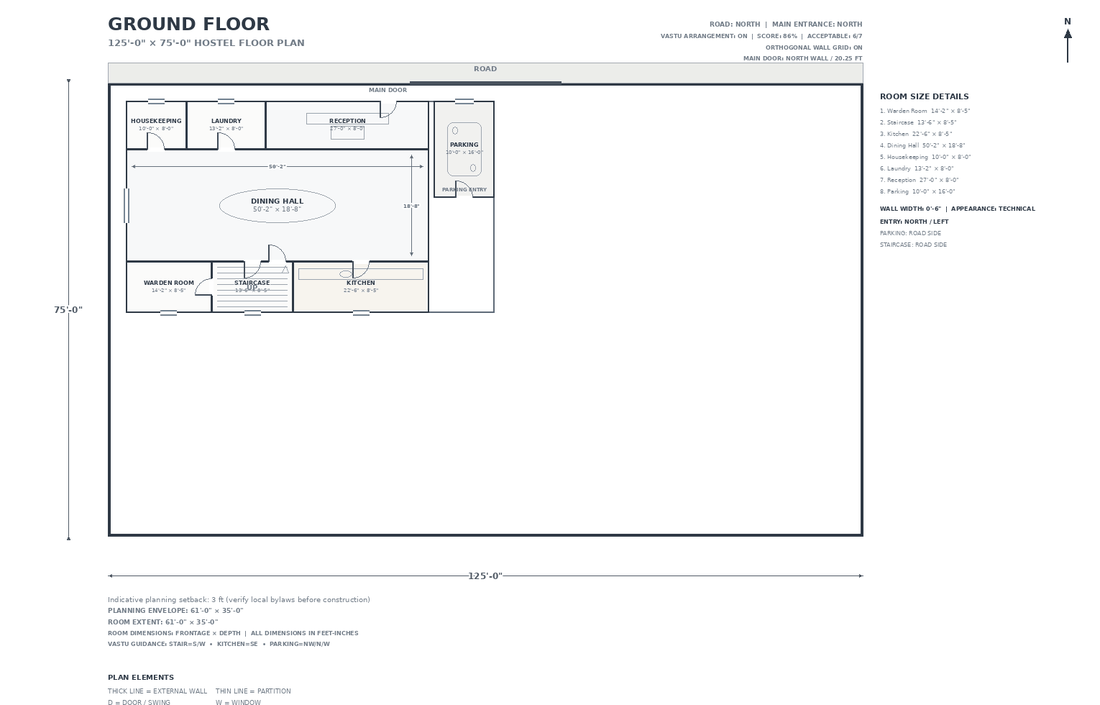 GROUND FLOOR
125'-0" × 75'-0" HOSTEL FLOOR PLAN
ROAD: NORTH | MAIN ENTRANCE: NORTH
VASTU ARRANGEMENT: ON | SCORE: 86% | ACCEPTABLE: 6/7
ORTHOGONAL WALL GRID: ON
MAIN DOOR: NORTH WALL / 20.25 FT
N
ROAD
MAIN DOOR
HOUSEKEEPING
10'-0" × 8'-0"
LAUNDRY
13'-2" × 8'-0"
RECEPTION
27'-0" × 8'-0"
PARKING
10'-0" × 16'-0"
PARKING ENTRY
50'-2"
18'-8"
DINING HALL
50'-2" × 18'-8"
WARDEN ROOM
14'-2" × 8'-5"
STAIRCASE
13'-6" × 8'-5"
UP
KITCHEN
22'-6" × 8'-5"
75'-0"
125'-0"
ROOM SIZE DETAILS
1. Warden Room 14'-2" × 8'-5"
2. Staircase 13'-6" × 8'-5"
3. Kitchen 22'-6" × 8'-5"
4. Dining Hall 50'-2" × 18'-8"
5. Housekeeping 10'-0" × 8'-0"
6. Laundry 13'-2" × 8'-0"
7. Reception 27'-0" × 8'-0"
8. Parking 10'-0" × 16'-0"
WALL WIDTH: 0'-6" | APPEARANCE: TECHNICAL
ENTRY: NORTH / LEFT
PARKING: ROAD SIDE
STAIRCASE: ROAD SIDE
Indicative planning setback: 3 ft (verify local bylaws before construction)
PLANNING ENVELOPE: 61'-0" × 35'-0"
ROOM EXTENT: 61'-0" × 35'-0"
ROOM DIMENSIONS: FRONTAGE × DEPTH | ALL DIMENSIONS IN FEET-INCHES
VASTU GUIDANCE: STAIR=S/W • KITCHEN=SE • PARKING=NW/N/W
PLAN ELEMENTS
THICK LINE = EXTERNAL WALL THIN LINE = PARTITION
D = DOOR / SWING W = WINDOW